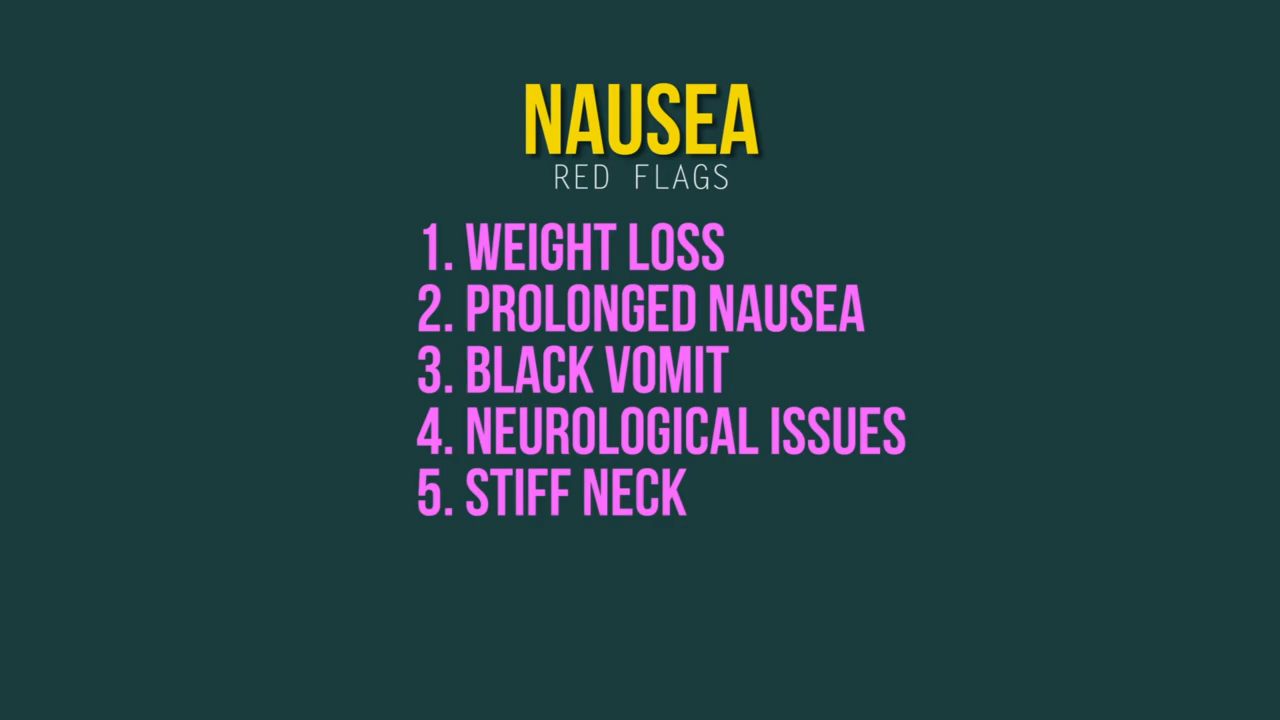 NAUSEA
RED FLAGS
1. WEIGHT LOSS
2. PROLONGED NAUSEA
3. BLACK VOMIT
4. NEUROLOGICAL ISSUES
5. STIFF NECK